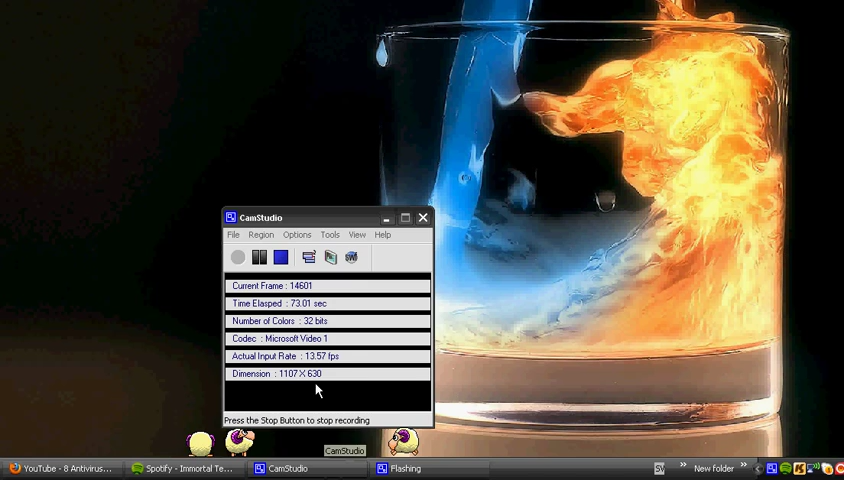 CamStudio
File Region Options Tools View Help
Current Frame : 14601
Time Elasped : 73.01 sec
Number of Colors : 32 bits
Codec : Microsoft Video 1
Actual Input Rate : 13.57 fps
Dimension : 1107 X 630
Press the Stop Button to stop recording
CamStudio
YouTube - 8 Antivirus... Spotify - Immortal Te... CamStudio Flashing SV » New folder »